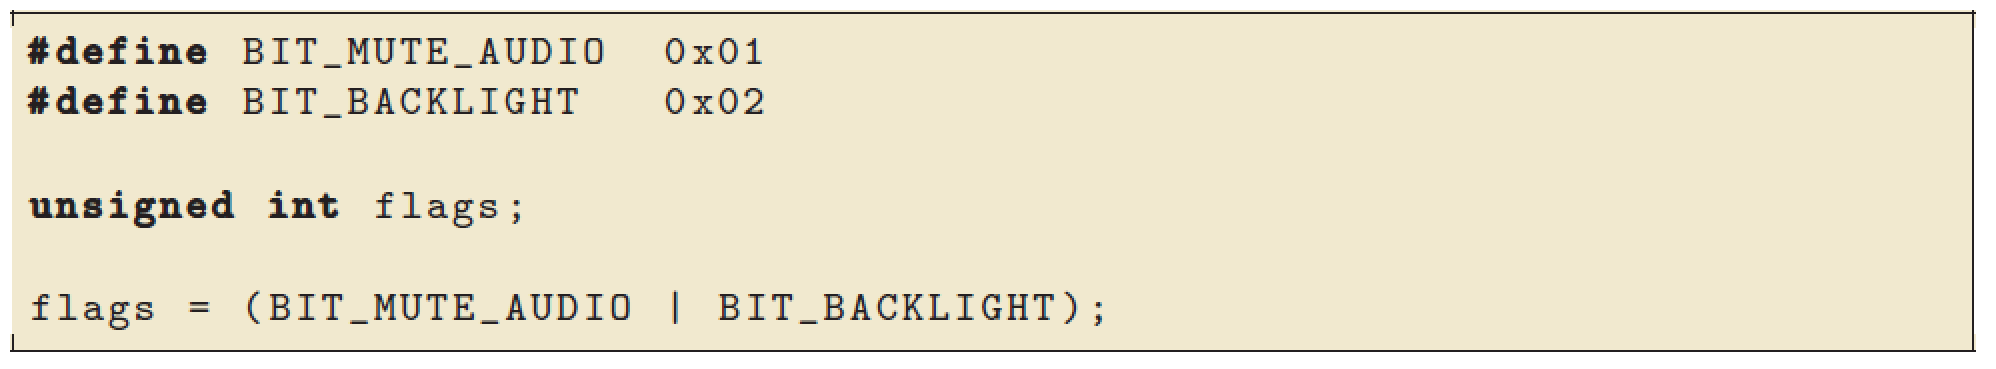 #define BIT_MUTE_AUDIO  0x01
#define BIT_BACKLIGHT   0x02
unsigned int flags;
flags = (BIT_MUTE_AUDIO | BIT_BACKLIGHT);